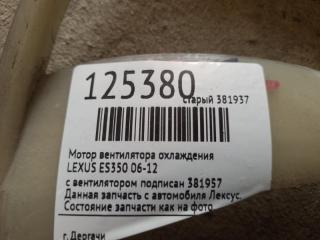 125380
старый 381937
Мотор вентилятора охлаждения
LEXUS ES350 06-12
с вентилятором подписан 381957
Данная запчасть с автомобиля Лексус.
Состояние запчасти как на фото
г. Дергачи